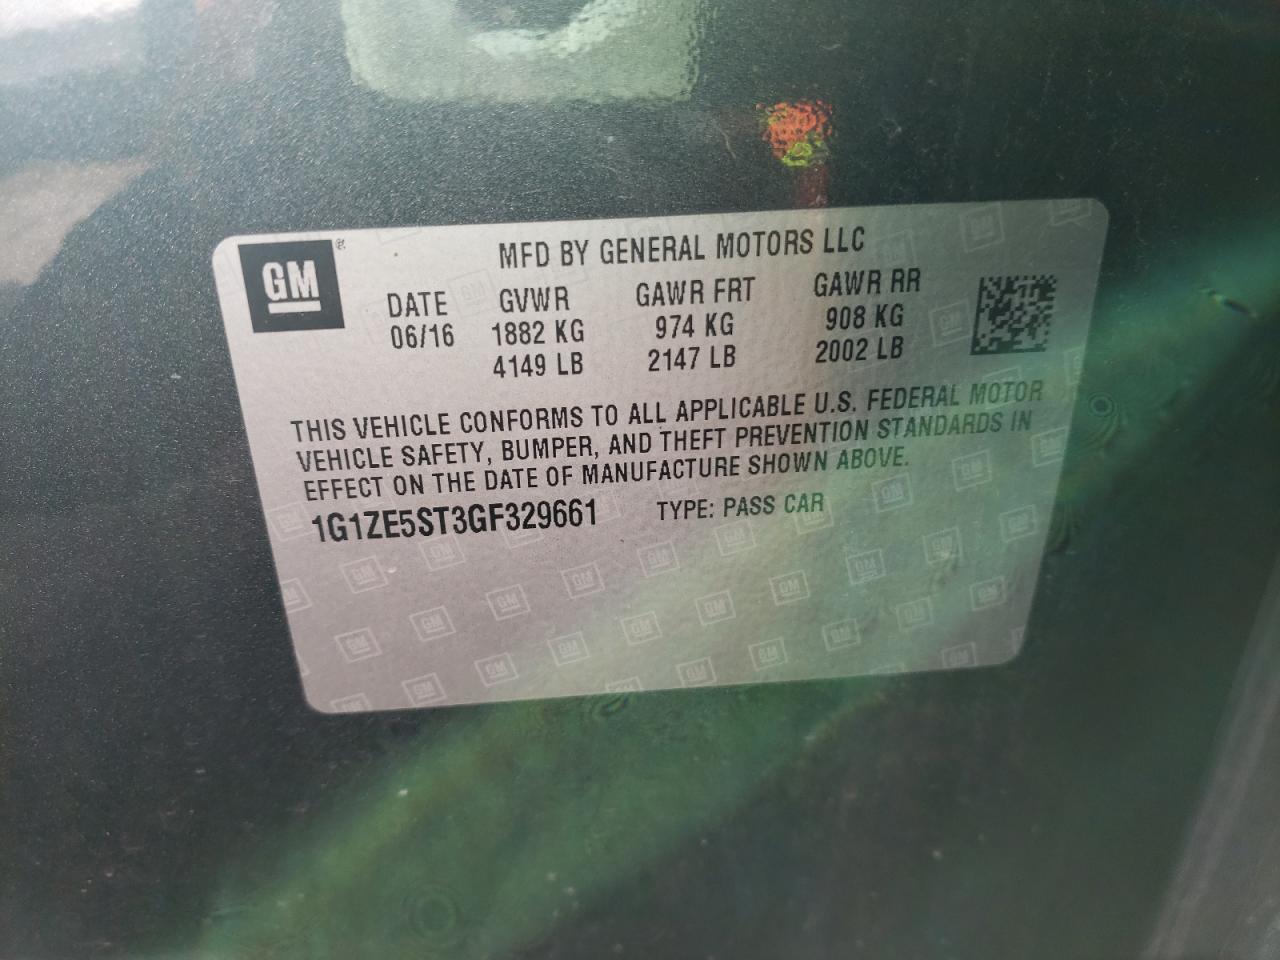 GM ®
MFD BY GENERAL MOTORS LLC
DATE GVWR GAWR FRT GAWR RR
06/16 1882 KG 974 KG 908 KG
4149 LB 2147 LB 2002 LB
THIS VEHICLE CONFORMS TO ALL APPLICABLE U.S. FEDERAL MOTOR
VEHICLE SAFETY, BUMPER, AND THEFT PREVENTION STANDARDS IN
EFFECT ON THE DATE OF MANUFACTURE SHOWN ABOVE.
1G1ZE5ST3GF329661 TYPE: PASS CAR